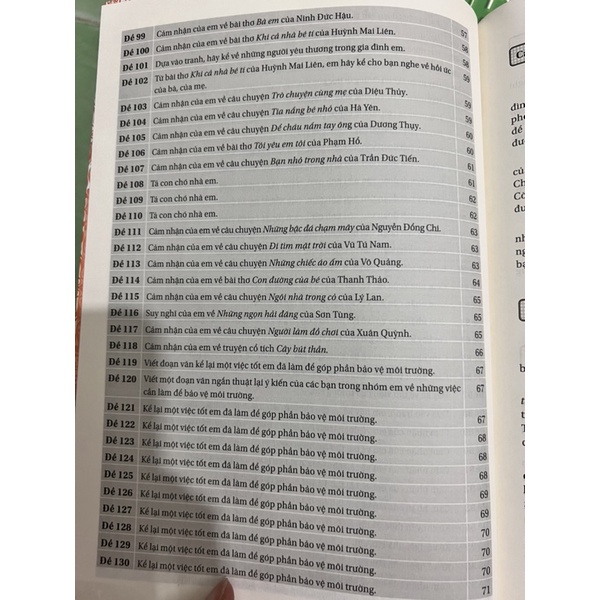 Đề 99 Cảm nhận của em về bài thơ Bà em của Ninh Đức Hậu. 57
Đề 100 Cảm nhận của em về bài thơ Khi cả nhà bé tí của Huỳnh Mai Liên. 58
Đề 101 Dựa vào tranh, hãy kể về những người yêu thương trong gia đình em. 58
Đề 102 Từ bài thơ Khi cả nhà bé tí của Huỳnh Mai Liên, em hãy kể cho bạn nghe về hồi ức 59
của bà, của mẹ.
Đề 103 Cảm nhận của em về câu chuyện Trò chuyện cùng mẹ của Diệu Thủy. 59
Đề 104 Cảm nhận của em về câu chuyện Tia nắng bé nhỏ của Hà Yên. 59
Đề 105 Cảm nhận của em về câu chuyện Để cháu nắm tay ông của Dương Thụy. 60
Đề 106 Cảm nhận của em về bài thơ Tôi yêu em tôi của Phạm Hổ. 60
Đề 107 Cảm nhận của em về câu chuyện Bạn nhỏ trong nhà của Trần Đức Tiến. 61
Đề 108 Tả con chó nhà em. 61
Đề 109 Tả con chó nhà em. 62
Đề 110 Tả con chó nhà em. 62
Đề 111 Cảm nhận của em về câu chuyện Những bậc đá chạm mây của Nguyễn Đổng Chi. 63
Đề 112 Cảm nhận của em về câu chuyện Đi tìm mặt trời của Vũ Tú Nam. 63
Đề 113 Cảm nhận của em về câu chuyện Những chiếc áo ấm của Võ Quảng. 63
Đề 114 Cảm nhận của em về bài thơ Con đường của bé của Thanh Thảo. 64
Đề 115 Cảm nhận của em về câu chuyện Ngôi nhà trong cỏ của Lý Lan. 65
Đề 116 Suy nghĩ của em về Những ngọn hải đăng của Sơn Tùng. 65
Đề 117 Cảm nhận của em về câu chuyện Người làm đồ chơi của Xuân Quỳnh. 65
Đề 118 Cảm nhận của em về truyện cổ tích Cây bút thần. 66
Đề 119 Viết đoạn văn kể lại một việc tốt em đã làm để góp phần bảo vệ môi trường. 67
Đề 120 Viết một đoạn văn ngắn thuật lại ý kiến của các bạn trong nhóm em về những việc 67
cần làm để bảo vệ môi trường.
Đề 121 Kể lại một việc tốt em đã làm để góp phần bảo vệ môi trường. 67
Đề 122 Kể lại một việc tốt em đã làm để góp phần bảo vệ môi trường. 68
Đề 123 Kể lại một việc tốt em đã làm để góp phần bảo vệ môi trường. 68
Đề 124 Kể lại một việc tốt em đã làm để góp phần bảo vệ môi trường. 68
Đề 125 Kể lại một việc tốt em đã làm để góp phần bảo vệ môi trường. 68
Đề 126 Kể lại một việc tốt em đã làm để góp phần bảo vệ môi trường. 69
Đề 127 Kể lại một việc tốt em đã làm để góp phần bảo vệ môi trường. 69
Đề 128 Kể lại một việc tốt em đã làm để góp phần bảo vệ môi trường. 70
Đề 129 Kể lại một việc tốt em đã làm để góp phần bảo vệ môi trường. 70
Đề 130 Kể lại một việc tốt em đã làm để góp phần bảo vệ môi trường. 70
71